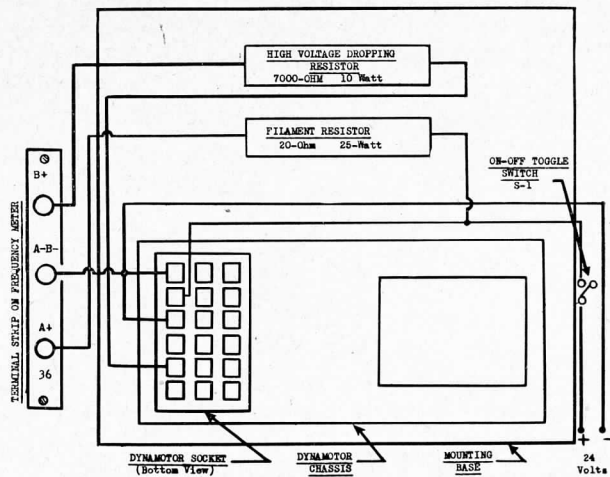 HIGH VOLTAGE DROPPING
RESISTOR
7000-OHM 10 Watt
FILAMENT RESISTOR
20-Ohm 25-Watt
ON-OFF TOGGLE
SWITCH
S-1
TERMINAL STRIP ON FREQUENCY METER
B+
A-B-
A+
36
DYNAMOTOR SOCKET
(Bottom View)
DYNAMOTOR
CHASSIS
MOUNTING
BASE
+ -
24
Volts